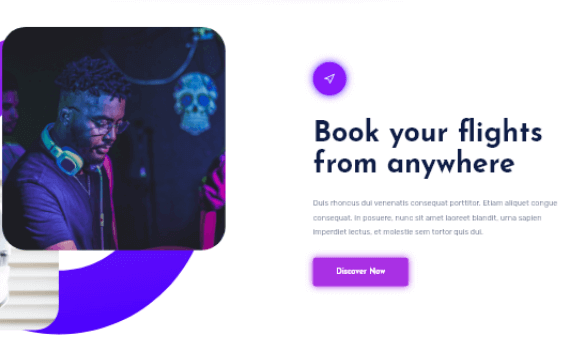 Book your flights
from anywhere
Duis rhoncus dui venenatis consequat porttitor. Etiam aliquet congue
consequat. In posuere, nunc sit amet laoreet blandit, urna sapien
imperdiet lectus, et molestie sem tortor quis dui.
Discover Now